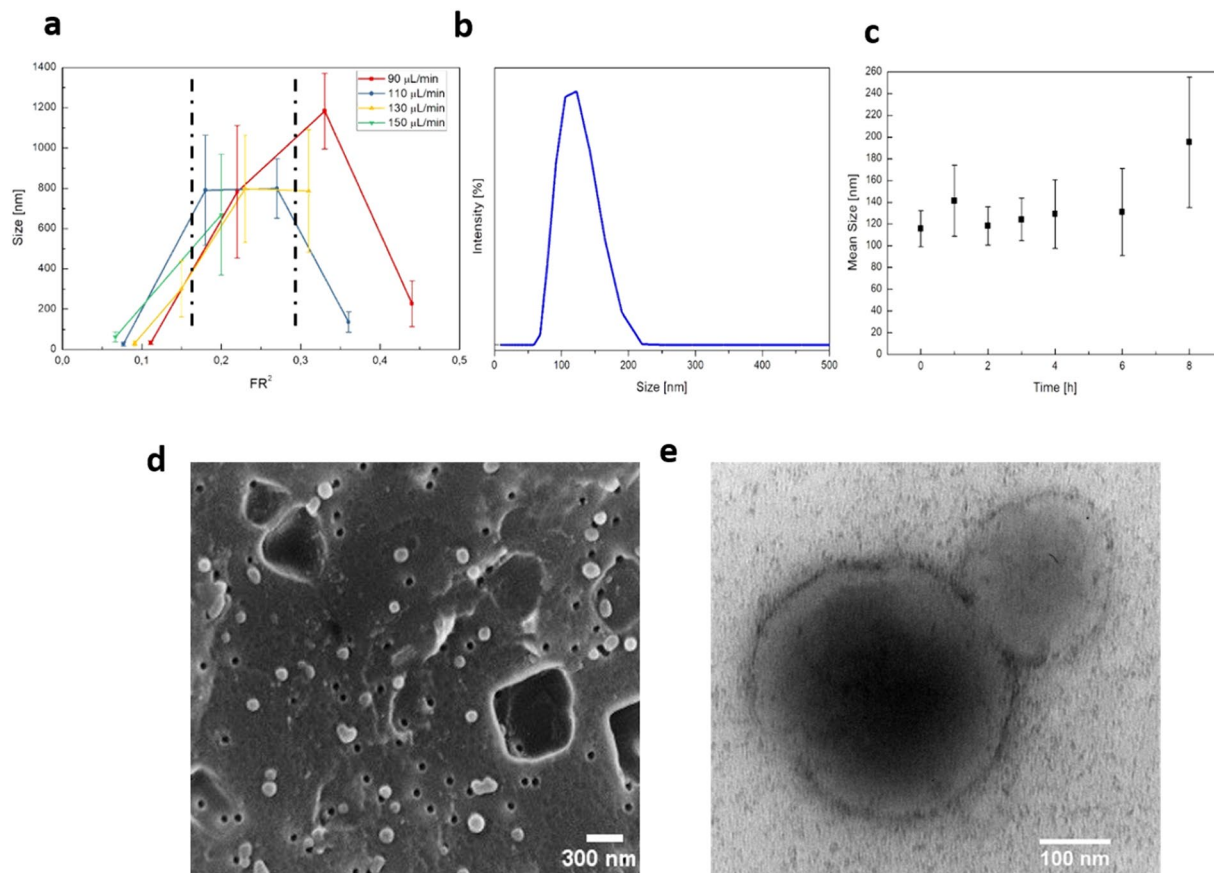 a
1400
1200
1000
800
600
400
200
0
Size [nm]
0,0 0,1 0,2 0,3 0,4 0,5
FR²
90 µL/min
110 µL/min
130 µL/min
150 µL/min
b
Intensity [%]
0 100 200 300 400 500
Size [nm]
c
260
240
220
200
180
160
140
120
100
80
60
40
20
0
Mean Size [nm]
0 2 4 6 8
Time [h]
d
300 nm
e
100 nm